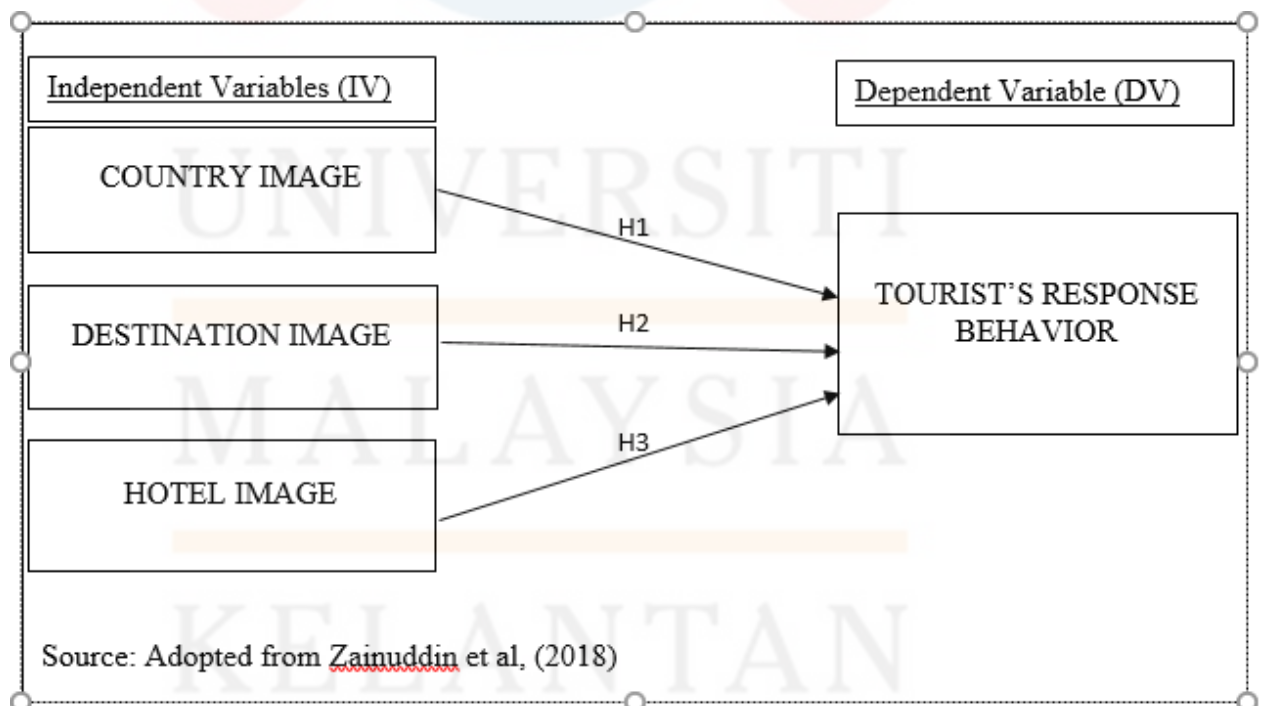 Independent Variables (IV)
Dependent Variable (DV)
COUNTRY IMAGE
H1
TOURIST’S RESPONSE
BEHAVIOR
DESTINATION IMAGE
H2
HOTEL IMAGE
H3
Source: Adopted from Zainuddin et al, (2018)
UNIVERSITI
MALAYSIA
KELANTAN